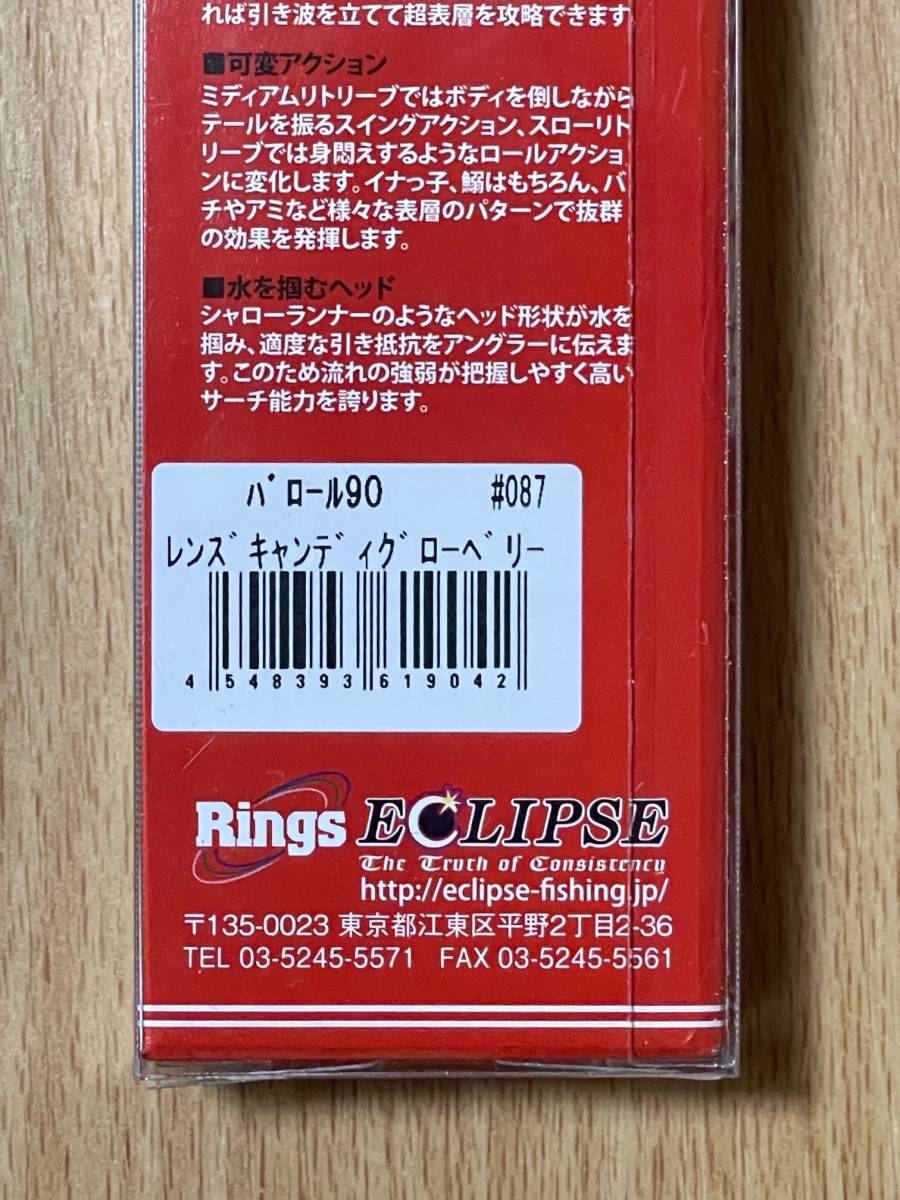 れば引き波を立てて超表層を攻略できます
■可変アクション
ミディアムリトリーブではボディを倒しながら
テールを振るスイングアクション、スローリト
リーブでは身悶えするようなロールアクショ
ンに変化します。イナっ子、鰯はもちろん、バ
チやアミなど様々な表層のパターンで抜群
の効果を発揮します。
■水を掴むヘッド
シャローランナーのようなヘッド形状が水を
掴み、適度な引き抵抗をアングラーに伝えま
す。このため流れの強弱が把握しやすく高い
サーチ能力を誇ります。
パロール90 #087
レンズキャンディグローベリー
4 548393 619042
Rings ECLIPSE
The Truth of Consistency
http://eclipse-fishing.jp/
〒135-0023 東京都江東区平野2丁目2-36
TEL 03-5245-5571 FAX 03-5245-5561